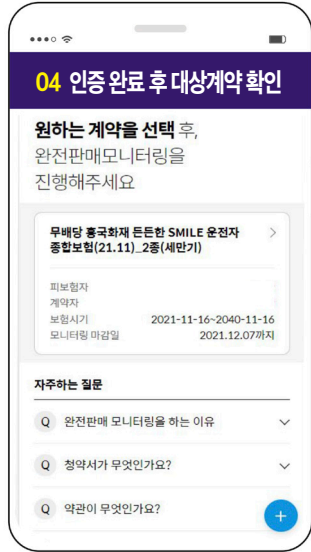 04 인증 완료 후 대상계약 확인
원하는 계약을 선택 후,
완전판매모니터링을
진행해주세요
무배당 흥국화재 든든한 SMILE 운전자
종합보험(21.11)_2종(세만기)
피보험자
계약자
보험시기 2021-11-16~2040-11-16
모니터링 마감일 2021.12.07까지
자주하는 질문
Q 완전판매 모니터링을 하는 이유
Q 청약서가 무엇인가요?
Q 약관이 무엇인가요?
+